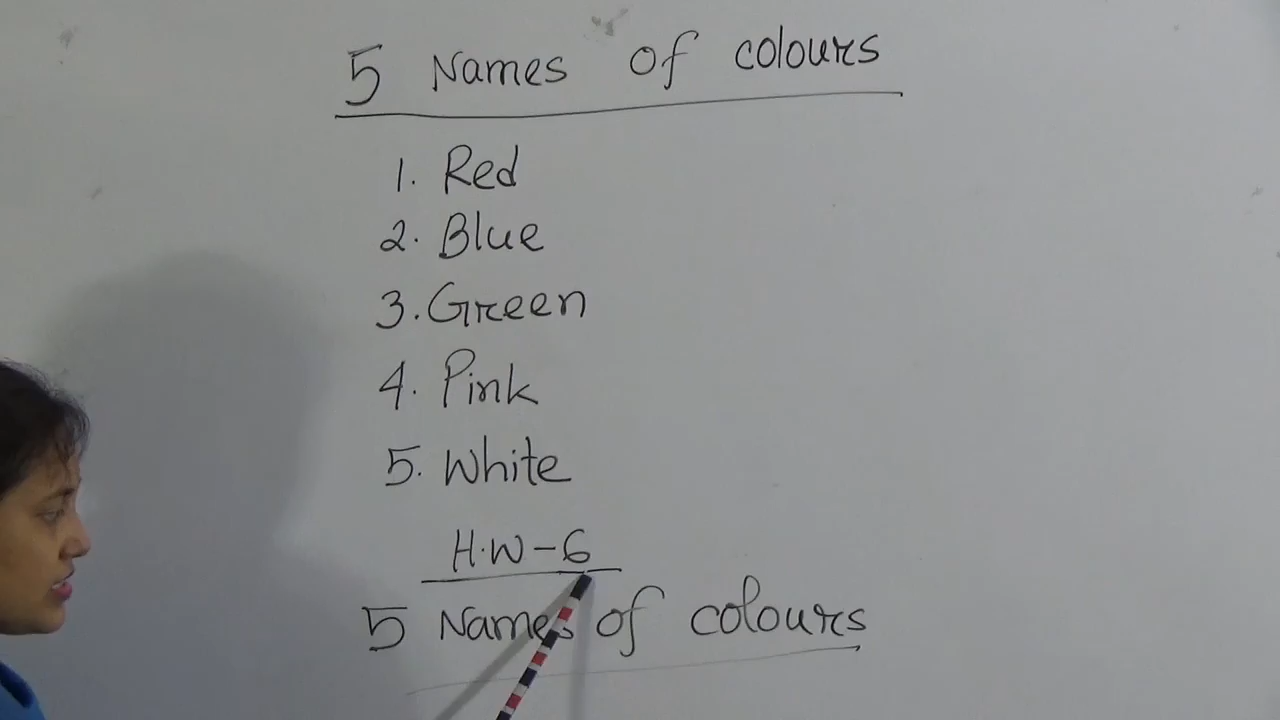 5 Names of colours
1. Red
2. Blue
3. Green
4. Pink
5. White
H.W-6
5 Names of colours